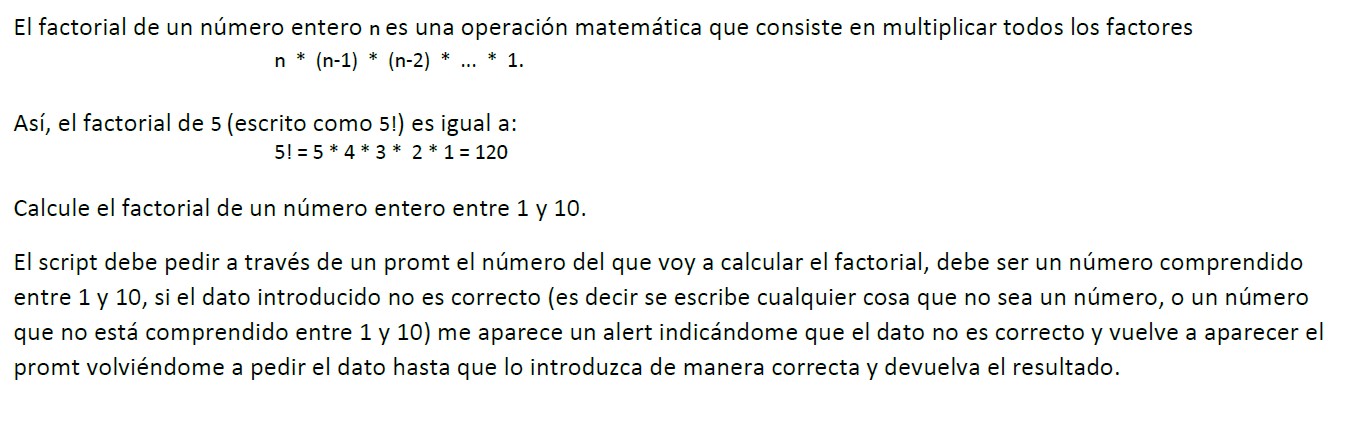 El factorial de un número entero n es una operación matemática que consiste en multiplicar todos los factores
n * (n-1) * (n-2) * ... * 1.
Así, el factorial de 5 (escrito como 5!) es igual a:
5! = 5 * 4 * 3 * 2 * 1 = 120
Calcule el factorial de un número entero entre 1 y 10.
El script debe pedir a través de un promt el número del que voy a calcular el factorial, debe ser un número comprendido
entre 1 y 10, si el dato introducido no es correcto (es decir se escribe cualquier cosa que no sea un número, o un número
que no está comprendido entre 1 y 10) me aparece un alert indicándome que el dato no es correcto y vuelve a aparecer el
promt volviéndome a pedir el dato hasta que lo introduzca de manera correcta y devuelva el resultado.